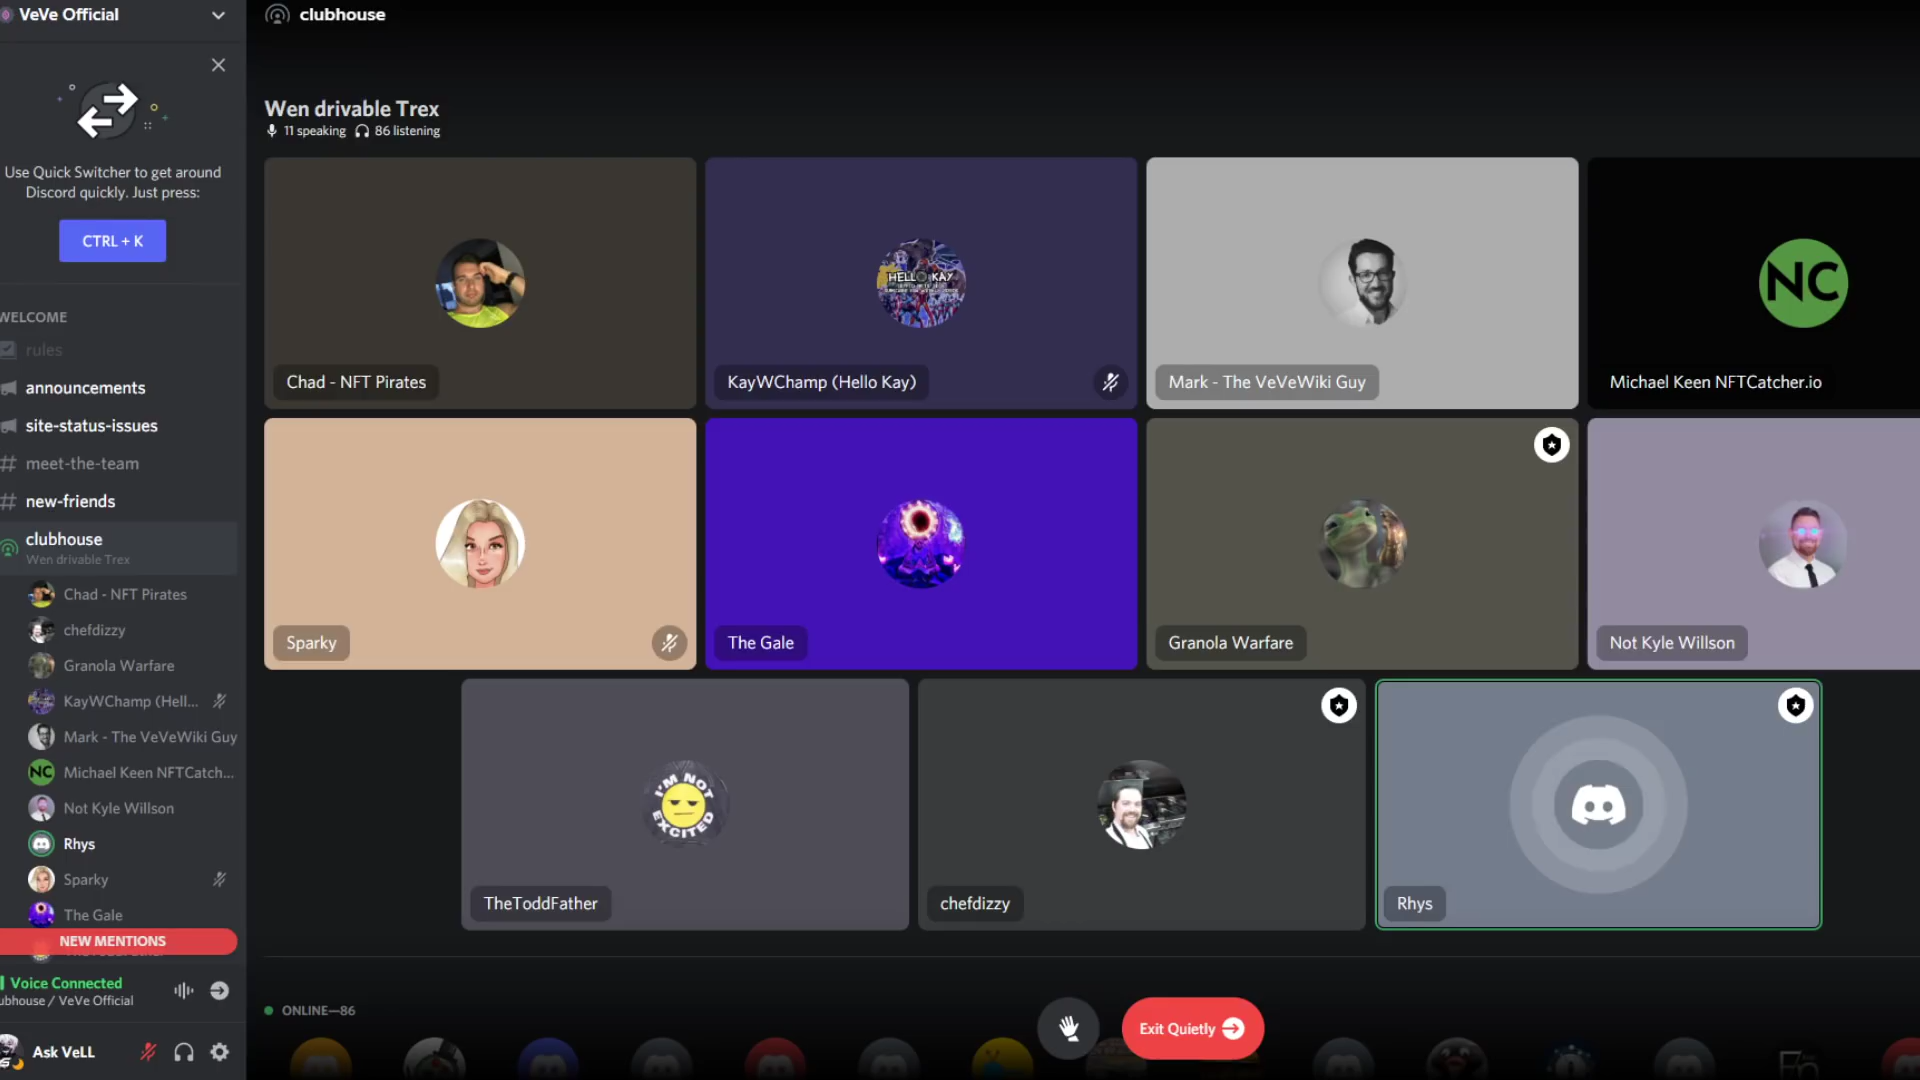 VeVe Official
Use Quick Switcher to get around
Discord quickly. Just press:
CTRL + K
WELCOME
rules
announcements
site-status-issues
meet-the-team
new-friends
clubhouse
Wen drivable Trex
Chad - NFT Pirates
chefdizzy
Granola Warfare
KayWChamp (Hell...
Mark - The VeVeWiki Guy
NC
Michael Keen NFTCatch...
Not Kyle Willson
Rhys
Sparky
The Gale
NEW MENTIONS
Voice Connected
ubhouse / VeVe Official
Ask VeLL
clubhouse
Wen drivable Trex
11 speaking 86 listening
Chad - NFT Pirates
HELLO KAY
KayWChamp (Hello Kay)
Mark - The VeVeWiki Guy
NC
Michael Keen NFTCatcher.io
Sparky
The Gale
Granola Warfare
Not Kyle Willson
I'M NOT
EXCITED
TheToddFather
chefdizzy
Rhys
ONLINE—86
Exit Quietly